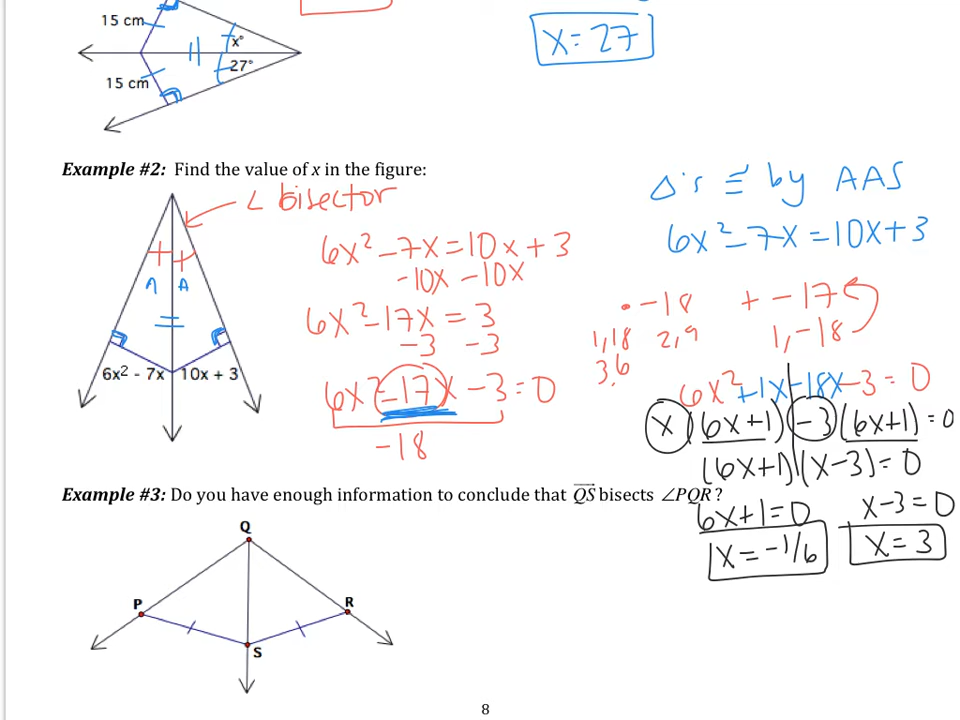 15 cm
x°
27°
15 cm
x = 27
Example #2: Find the value of x in the figure:
∠ bisector
Δ's ≅ by AAS
6x² - 7x = 10x + 3
6x² - 7x = 10x + 3
-10x -10x
6x² - 17x = 3
-3 -3
6x² - 17x - 3 = 0
-18
A
6x² - 7x
10x + 3
• -18 + -17
1,18 2,9 1,-18
3,6
6x² + 1x - 18x - 3 = 0
x(6x+1) - 3(6x+1) = 0
(6x+1)(x-3) = 0
6x+1 = 0 x-3 = 0
x = -1/6 x = 3
Example #3: Do you have enough information to conclude that QS bisects ∠PQR?
Q
P
R
S
8